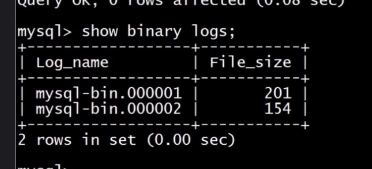 Query OK, 0 rows affected (0.08 sec)
mysql> show binary logs;
+------------------+-----------+
| Log_name         | File_size |
+------------------+-----------+
| mysql-bin.000001 |       201 |
| mysql-bin.000002 |       154 |
+------------------+-----------+
2 rows in set (0.00 sec)
mysql>